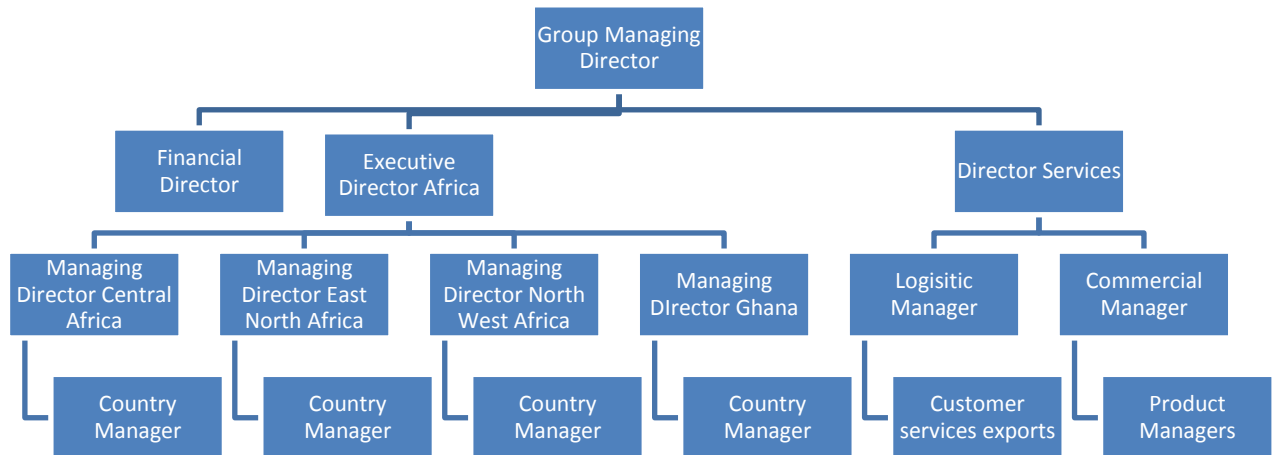 Group Managing
Director
Financial
Director
Executive
Director Africa
Director Services
Managing
Director Central
Africa
Managing
Director East
North Africa
Managing
Director North
West Africa
Managing
DIrector Ghana
Logisitic
Manager
Commercial
Manager
Country
Manager
Country
Manager
Country
Manager
Country
Manager
Customer
services exports
Product
Managers